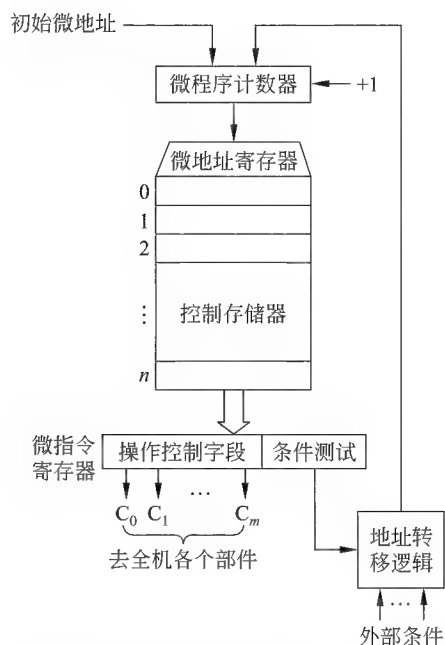 初始微地址
微程序计数器
+1
微地址寄存器
0
1
2
⋮
控制存储器
n
微指令
寄存器
操作控制字段
条件测试
C₀ C₁ … Cₘ
去全机各个部件
地址转
移逻辑
…
外部条件